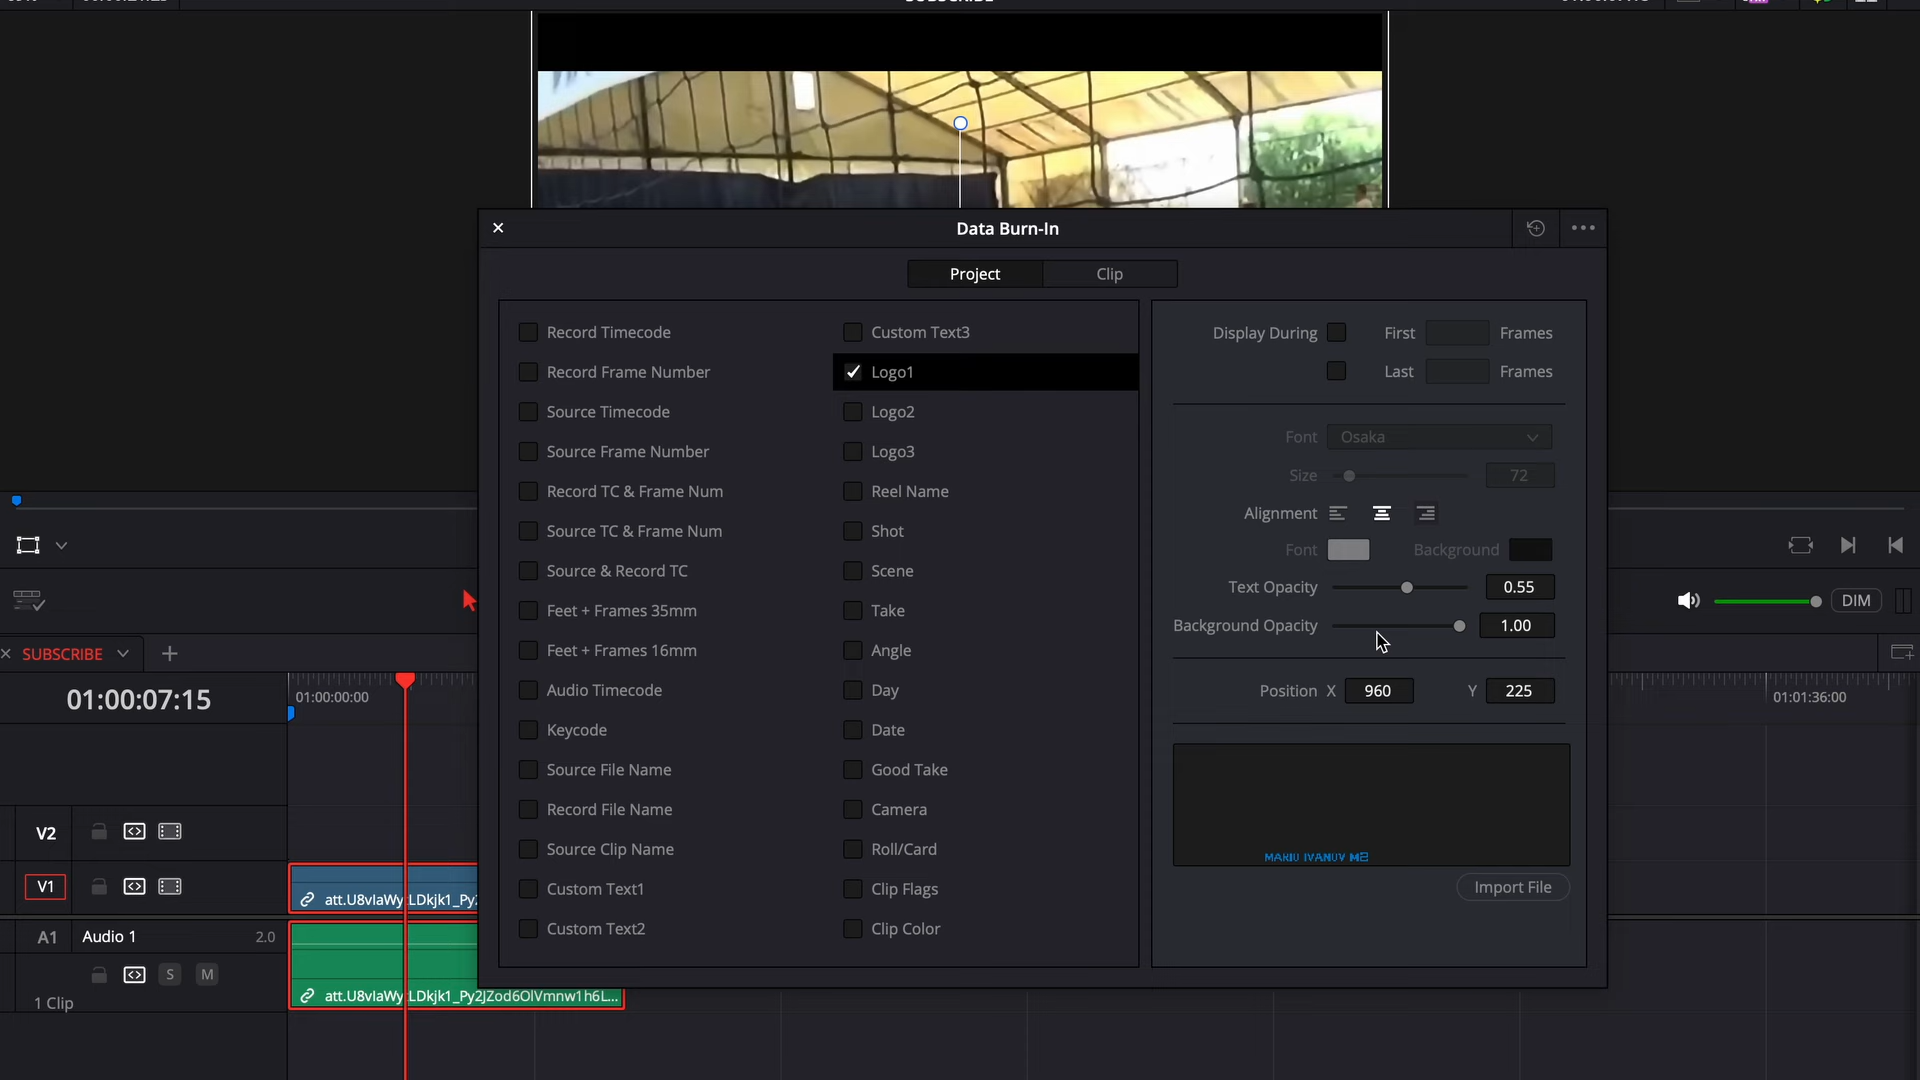 SUBSCRIBE
Data Burn-In
Project
Clip
Record Timecode
Record Frame Number
Source Timecode
Source Frame Number
Record TC & Frame Num
Source TC & Frame Num
Source & Record TC
Feet + Frames 35mm
Feet + Frames 16mm
Audio Timecode
Keycode
Source File Name
Record File Name
Source Clip Name
Custom Text1
Custom Text2
Custom Text3
Logo1
Logo2
Logo3
Reel Name
Shot
Scene
Take
Angle
Day
Date
Good Take
Camera
Roll/Card
Clip Flags
Clip Color
Display During First Frames
Last Frames
Font Osaka
Size 72
Alignment
Font Background
Text Opacity 0.55
Background Opacity 1.00
Position X 960 Y 225
Import File
DIM
SUBSCRIBE
01:00:07:15
01:00:00:00
01:01:36:00
V2
V1
A1 Audio 1 2.0
S M
1 Clip